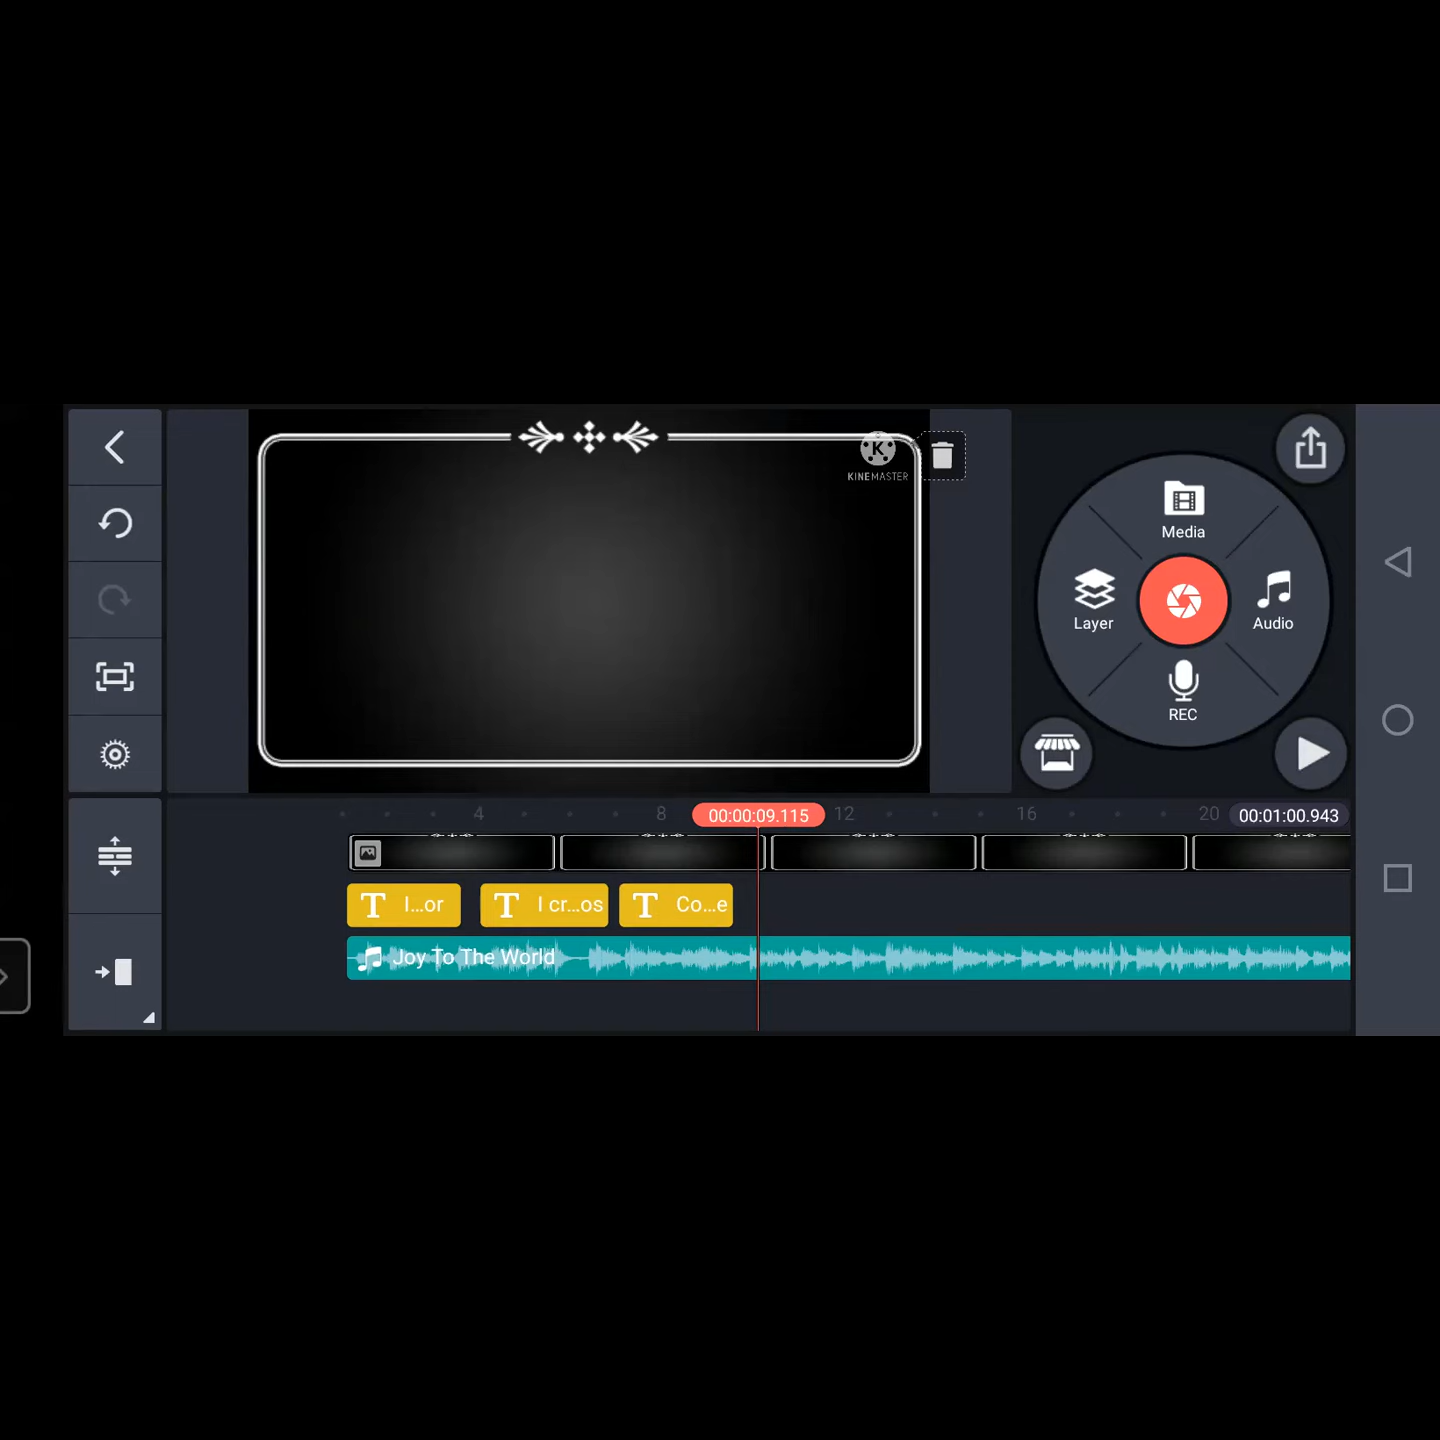 KINEMASTER
Media
Layer
Audio
REC
4
8
00:00:09.115
12
16
20
00:01:00.943
T I...or
T I cr...os
T Co...e
Joy To The World